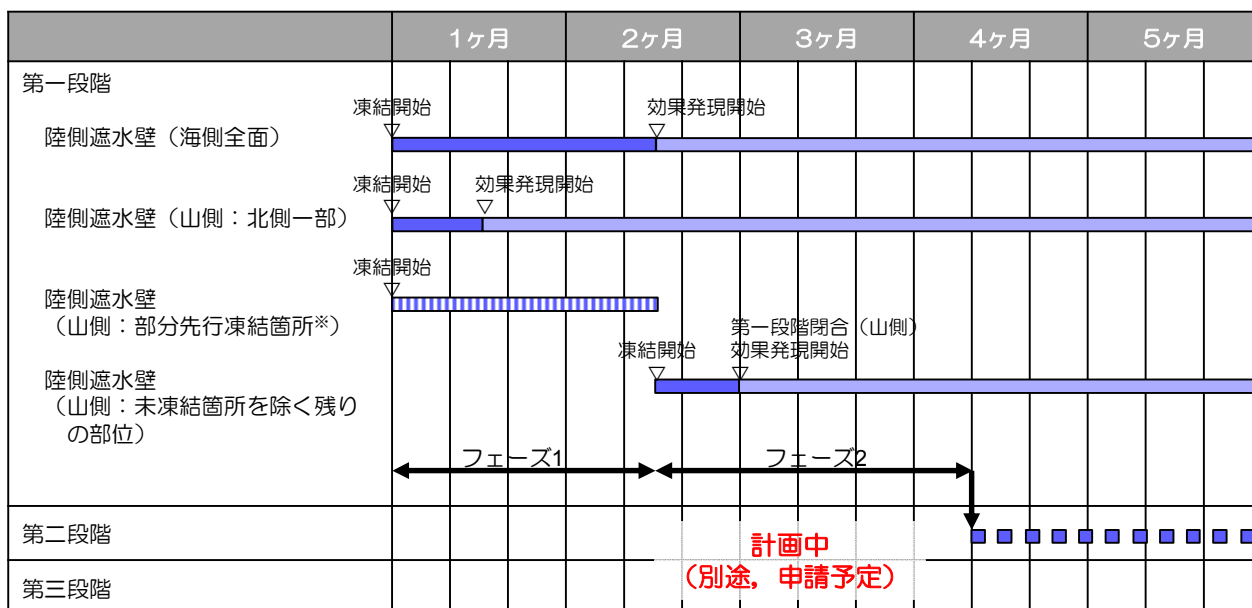 1ヶ月 2ヶ月 3ヶ月 4ヶ月 5ヶ月
第一段階
凍結開始 効果発現開始
▽ ▽
陸側遮水壁（海側全面）
凍結開始 効果発現開始
▽ ▽
陸側遮水壁（山側：北側一部）
凍結開始
▽
陸側遮水壁
（山側：部分先行凍結箇所※）
第一段階閉合（山側）
凍結開始 効果発現開始
▽ ▽
陸側遮水壁
（山側：未凍結箇所を除く残り
の部位）
フェーズ1 フェーズ2
第二段階
計画中
（別途，申請予定）
第三段階